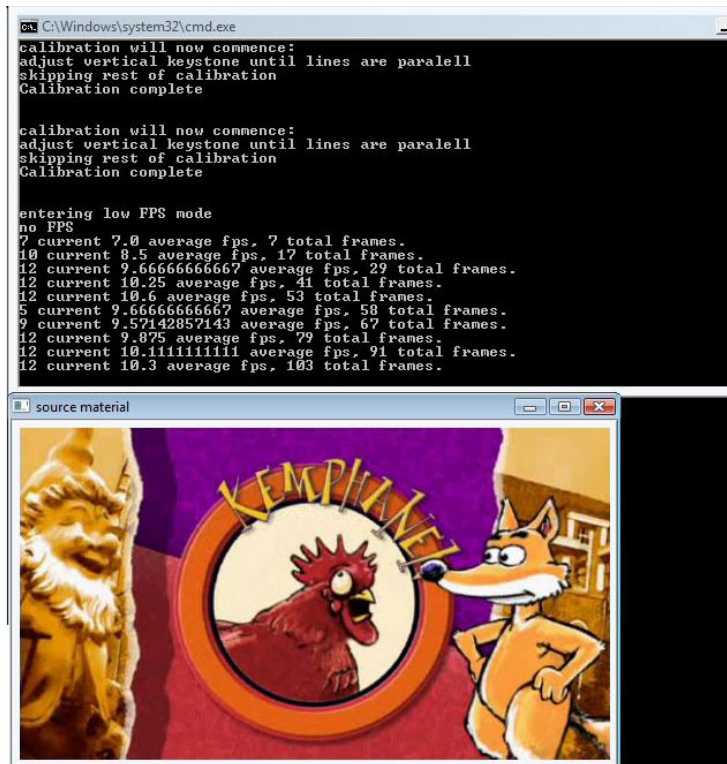 C:\Windows\system32\cmd.exe
calibration will now commence:
adjust vertical keystone until lines are paralell
skipping rest of calibration
Calibration complete
calibration will now commence:
adjust vertical keystone until lines are paralell
skipping rest of calibration
Calibration complete
entering low FPS mode
no FPS
7 current 7.0 average fps, 7 total frames.
10 current 8.5 average fps, 17 total frames.
12 current 9.66666666667 average fps, 29 total frames.
12 current 10.25 average fps, 41 total frames.
12 current 10.6 average fps, 53 total frames.
5 current 9.66666666667 average fps, 58 total frames.
9 current 9.57142857143 average fps, 67 total frames.
12 current 9.875 average fps, 79 total frames.
12 current 10.1111111111 average fps, 91 total frames.
12 current 10.3 average fps, 103 total frames.
source material
KEMPHANEN